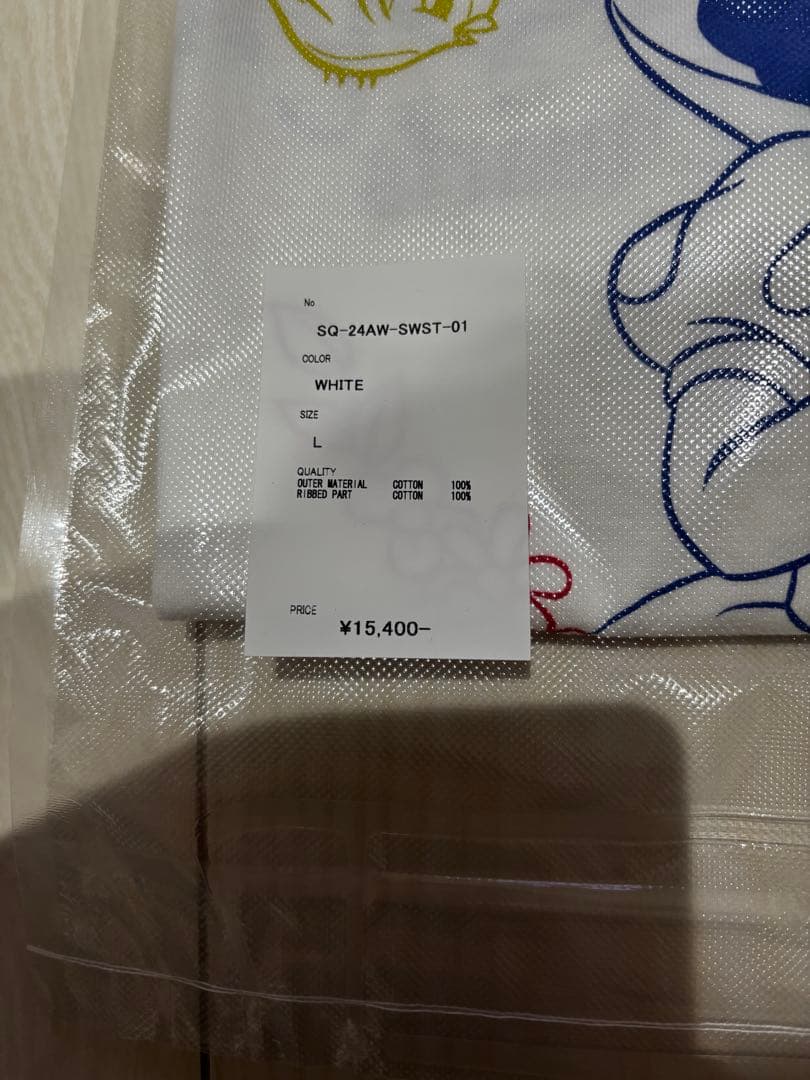 No
SQ-24AW-SWST-01
COLOR
WHITE
SIZE
L
QUALITY
OUTER MATERIAL COTTON 100%
RIBBED PART COTTON 100%
PRICE
¥15,400-